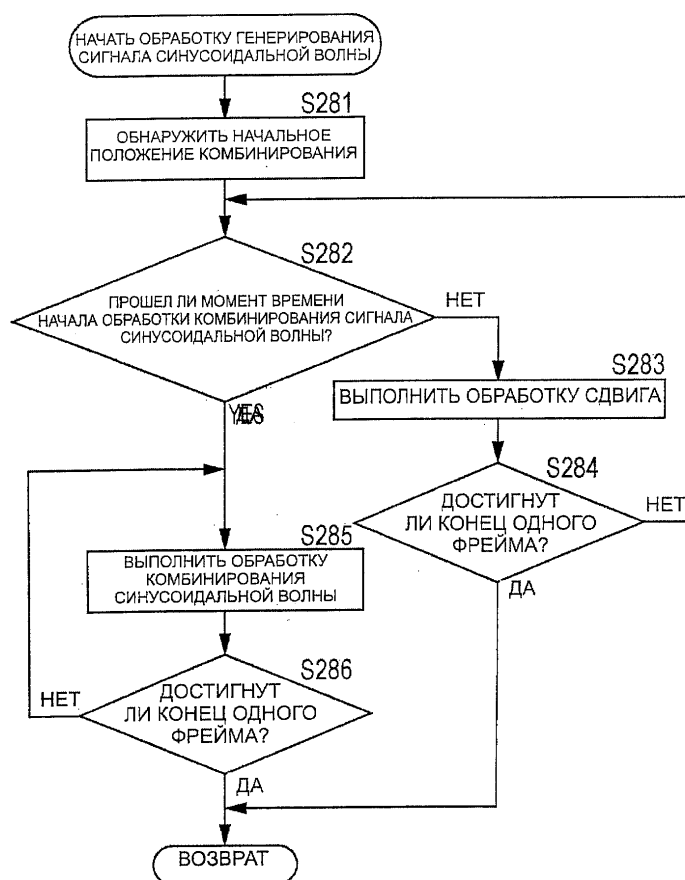 НАЧАТЬ ОБРАБОТКУ ГЕНЕРИРОВАНИЯ
СИГНАЛА СИНУСОИДАЛЬНОЙ ВОЛНЫ
S281
ОБНАРУЖИТЬ НАЧАЛЬНОЕ
ПОЛОЖЕНИЕ КОМБИНИРОВАНИЯ
S282
ПРОШЕЛ ЛИ МОМЕНТ ВРЕМЕНИ
НАЧАЛА ОБРАБОТКИ КОМБИНИРОВАНИЯ СИГНАЛА
СИНУСОИДАЛЬНОЙ ВОЛНЫ?
НЕТ
S283
ВЫПОЛНИТЬ ОБРАБОТКУ СДВИГА
S284
ДОСТИГНУТ
ЛИ КОНЕЦ ОДНОГО
ФРЕЙМА?
НЕТ
ДА
S285
ВЫПОЛНИТЬ ОБРАБОТКУ
КОМБИНИРОВАНИЯ
СИНУСОИДАЛЬНОЙ ВОЛНЫ
S286
ДОСТИГНУТ
ЛИ КОНЕЦ ОДНОГО
ФРЕЙМА?
НЕТ
ДА
ВОЗВРАТ